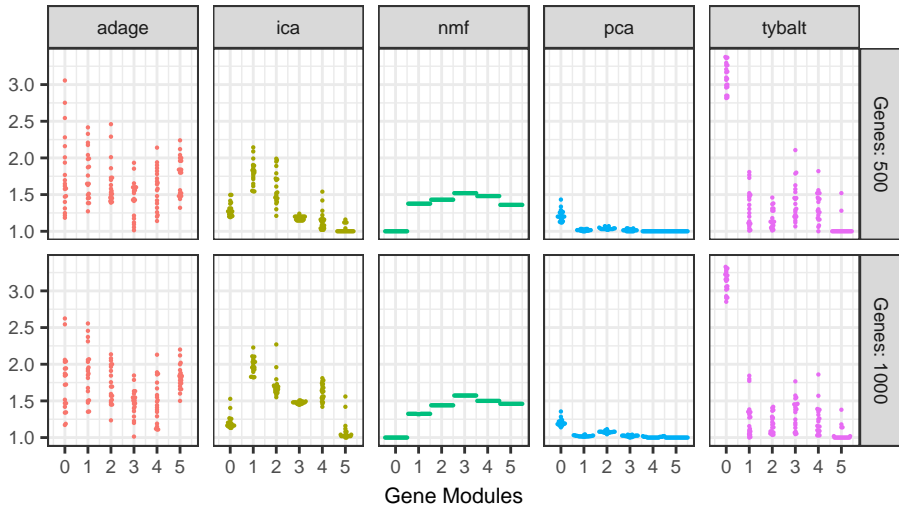 adage ica nmf pca tybalt
3.0
2.5
2.0
1.5
1.0
Genes: 500
3.0
2.5
2.0
1.5
1.0
Genes: 1000
0 1 2 3 4 5 0 1 2 3 4 5 0 1 2 3 4 5 0 1 2 3 4 5 0 1 2 3 4 5
Gene Modules